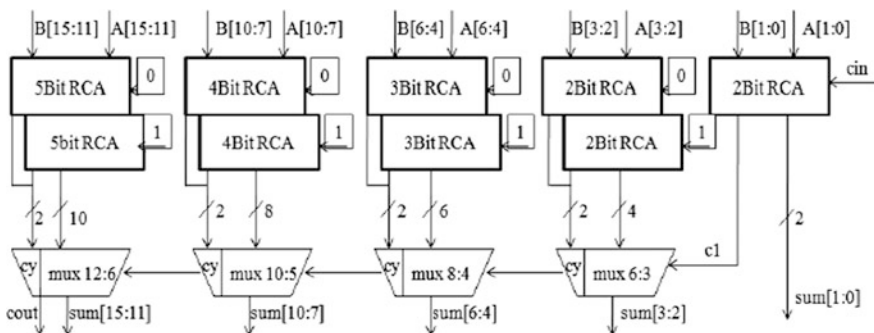 B[15:11] A[15:11] B[10:7] A[10:7] B[6:4] A[6:4] B[3:2] A[3:2] B[1:0] A[1:0]
0 0 0 0 cin
5Bit RCA 4Bit RCA 3Bit RCA 2Bit RCA 2Bit RCA
1 1 1 1
5bit RCA 4Bit RCA 3Bit RCA 2Bit RCA
2 10 2 8 2 6 2 4 2
cy mux 12:6 cy mux 10:5 cy mux 8:4 cy mux 6:3 c1
cout sum[15:11] sum[10:7] sum[6:4] sum[3:2] sum[1:0]